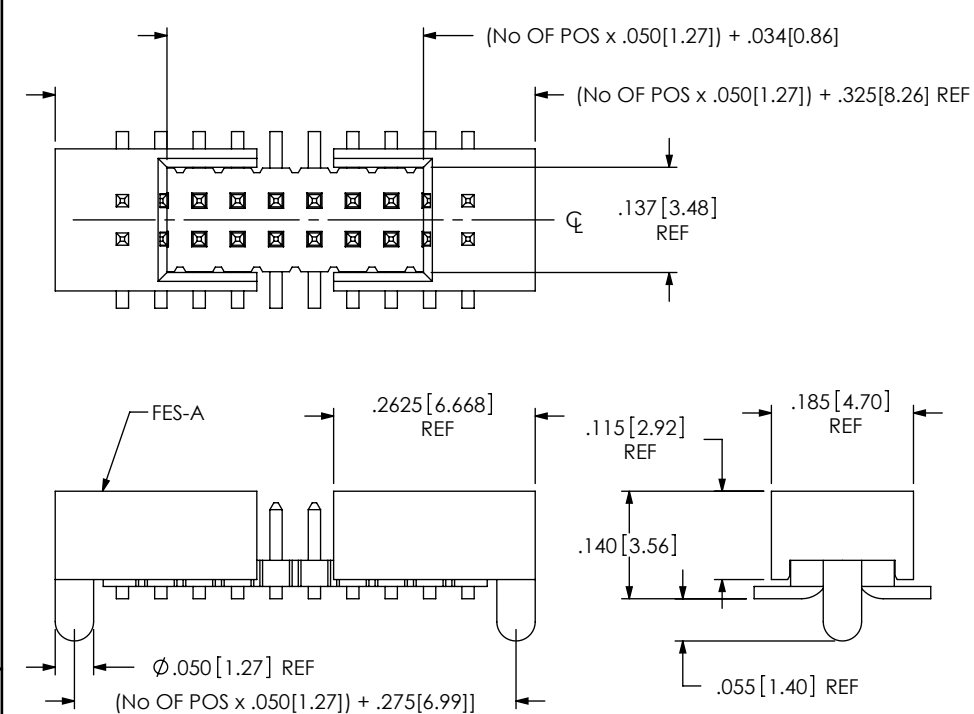 (No OF POS x .050[1.27]) + .034[0.86]
(No OF POS x .050[1.27]) + .325[8.26] REF
.137[3.48]
REF
℄
FES-A
.2625[6.668]
REF
.115[2.92]
REF
.185[4.70]
REF
.140[3.56]
∅.050[1.27] REF
(No OF POS x .050[1.27]) + .275[6.99]]
.055[1.40] REF